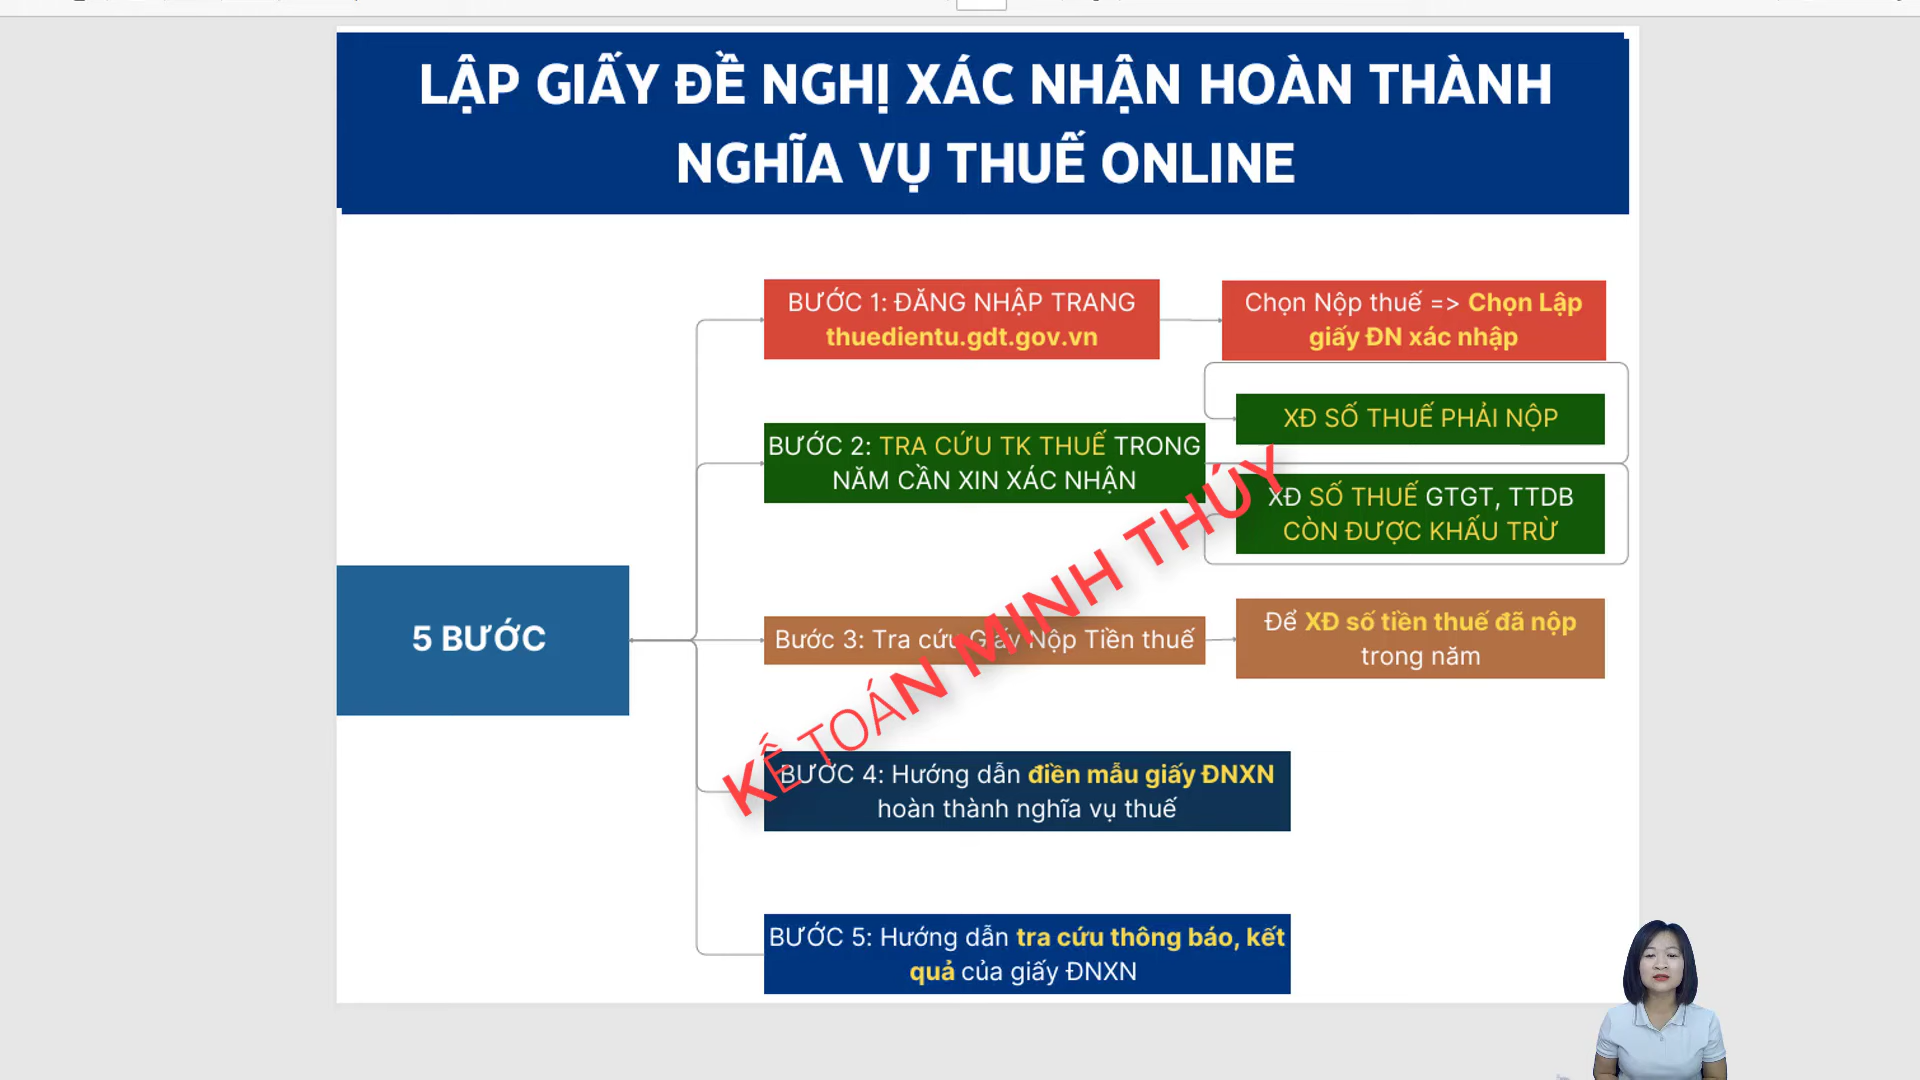 LẬP GIẤY ĐỀ NGHỊ XÁC NHẬN HOÀN THÀNH
NGHĨA VỤ THUẾ ONLINE
5 BƯỚC
BƯỚC 1: ĐĂNG NHẬP TRANG
thuedientu.gdt.gov.vn
Chọn Nộp thuế => Chọn Lập
giấy ĐN xác nhập
BƯỚC 2: TRA CỨU TK THUẾ TRONG
NĂM CẦN XIN XÁC NHẬN
XĐ SỐ THUẾ PHẢI NỘP
XĐ SỐ THUẾ GTGT, TTDB
CÒN ĐƯỢC KHẤU TRỪ
Bước 3: Tra cứu Giấy Nộp Tiền thuế
Để XĐ số tiền thuế đã nộp
trong năm
BƯỚC 4: Hướng dẫn điền mẫu giấy ĐNXN
hoàn thành nghĩa vụ thuế
BƯỚC 5: Hướng dẫn tra cứu thông báo, kết
quả của giấy ĐNXN
KẾ TOÁN MINH THÚY